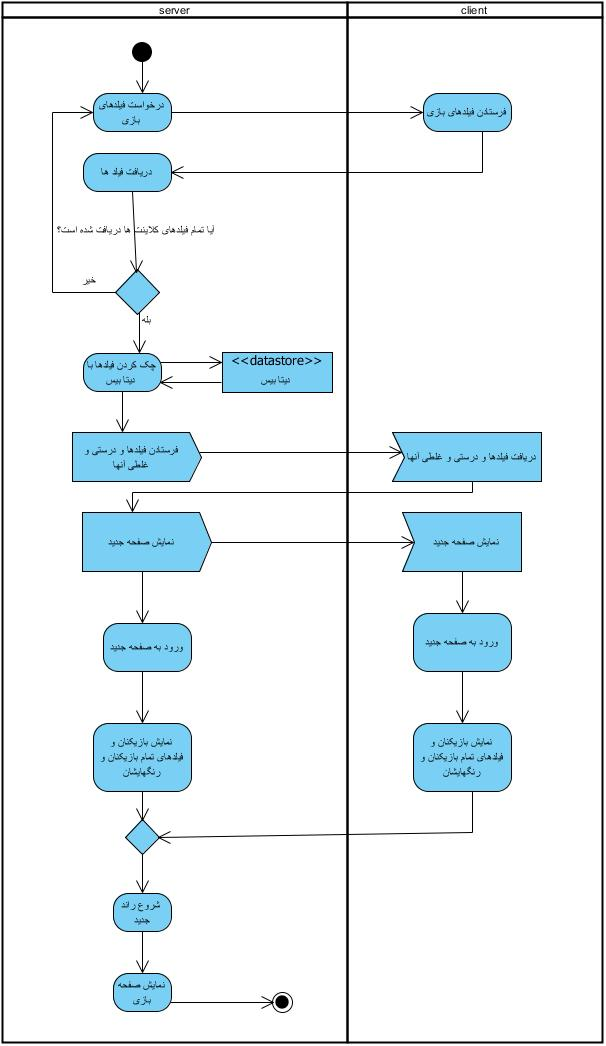 server
client
درخواست فیلدهای
بازی
فرستادن فیلدهای بازی
دریافت فیلد ها
آیا تمام فیلدهای کلاینت ها دریافت شده است؟
خیر
بله
چک کردن فیلدها با
دیتا بیس
<<datastore>>
دیتا بیس
فرستادن فیلدها و درستی و
غلطی آنها
دریافت فیلدها و درستی و غلطی آنها
نمایش صفحه جدید
نمایش صفحه جدید
ورود به صفحه جدید
ورود به صفحه جدید
نمایش بازیکنان و
فیلدهای تمام بازیکنان و
رنگهایشان
نمایش بازیکنان و
فیلدهای تمام بازیکنان و
رنگهایشان
شروع راند
جدید
نمایش صفحه
بازی